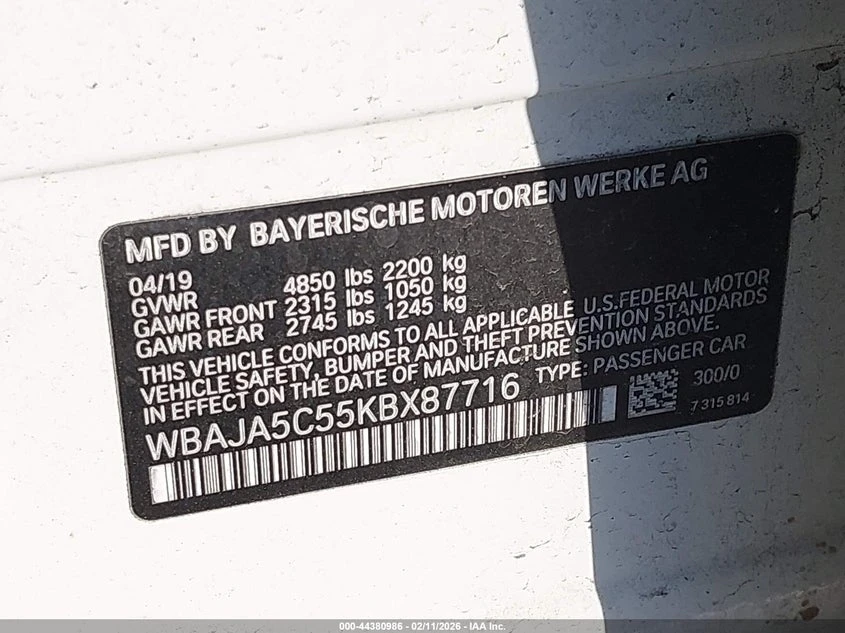 MFD BY BAYERISCHE MOTOREN WERKE AG
04/19
GVWR 4850 lbs 2200 kg
GAWR FRONT 2315 lbs 1050 kg
GAWR REAR 2745 lbs 1245 kg
THIS VEHICLE CONFORMS TO ALL APPLICABLE U.S.FEDERAL MOTOR
VEHICLE SAFETY, BUMPER AND THEFT PREVENTION STANDARDS
IN EFFECT ON THE DATE OF MANUFACTURE SHOWN ABOVE.
WBAJA5C55KBX87716 TYPE: PASSENGER CAR
300/0
7 315 814
000-44380986 - 02/11/2026 - IAA Inc.